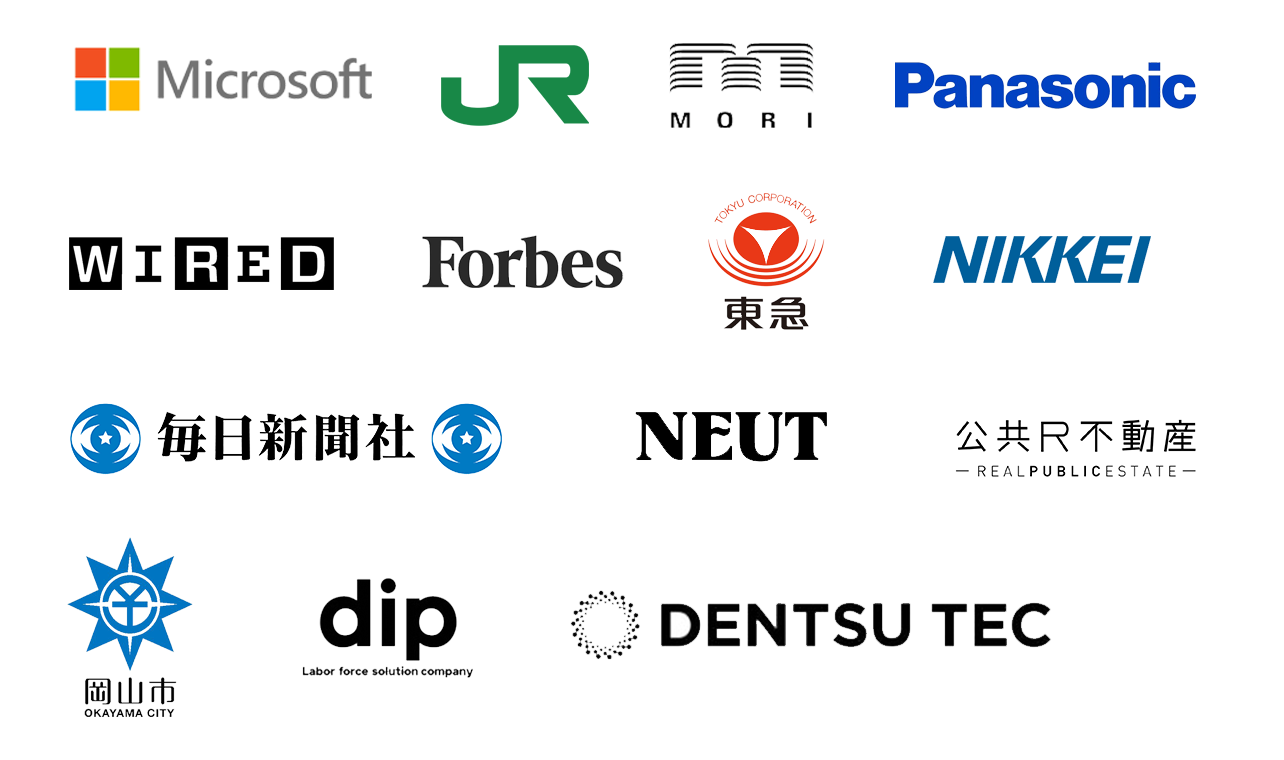 Microsoft
JR
MORI
Panasonic
WIRED
Forbes
TOKYU CORPORATION
東急
NIKKEI
毎日新聞社
NEUT
公共R不動産
REALPUBLICESTATE
岡山市
OKAYAMA CITY
dip
Labor force solution company
DENTSU TEC